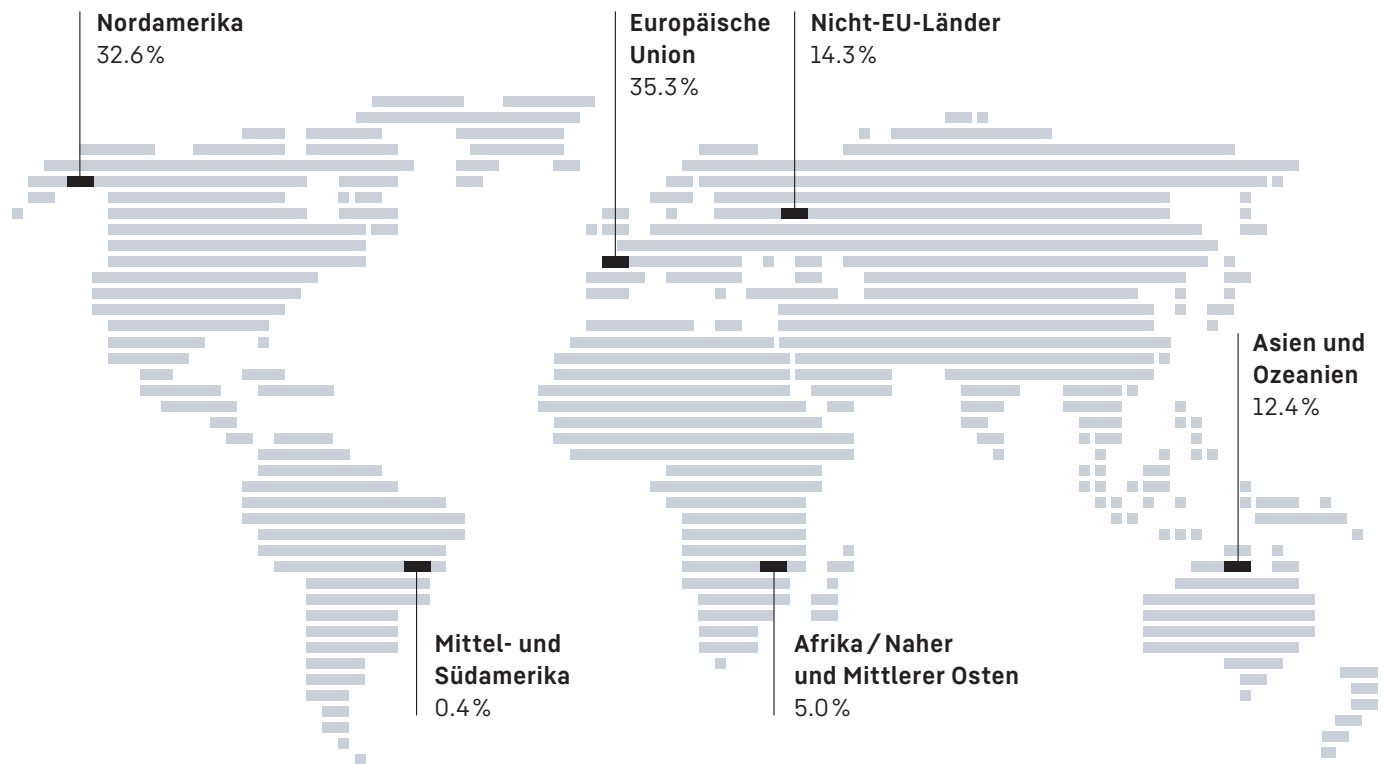 Nordamerika
32.6%
Europäische
Union
35.3%
Nicht-EU-Länder
14.3%
Asien und
Ozeanien
12.4%
Mittel- und
Südamerika
0.4%
Afrika/Naher
und Mittlerer Osten
5.0%